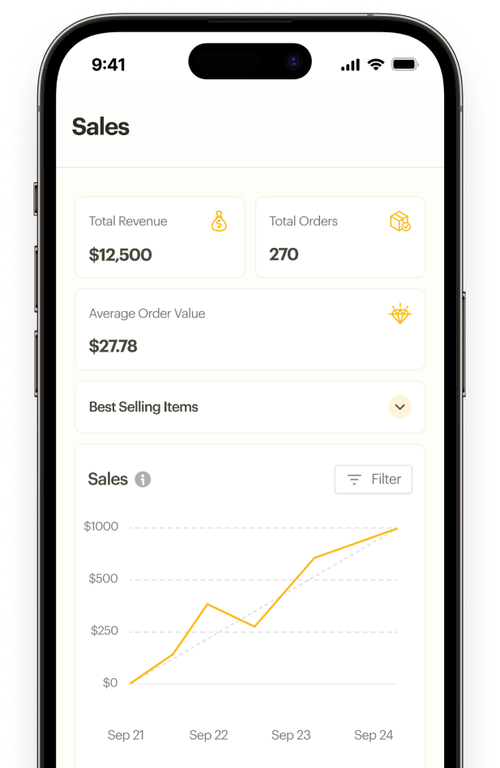 9:41
Sales
Total Revenue
$12,500
Total Orders
270
Average Order Value
$27.78
Best Selling Items
Sales
Filter
$1000
$500
$250
$0
Sep 21 Sep 22 Sep 23 Sep 24